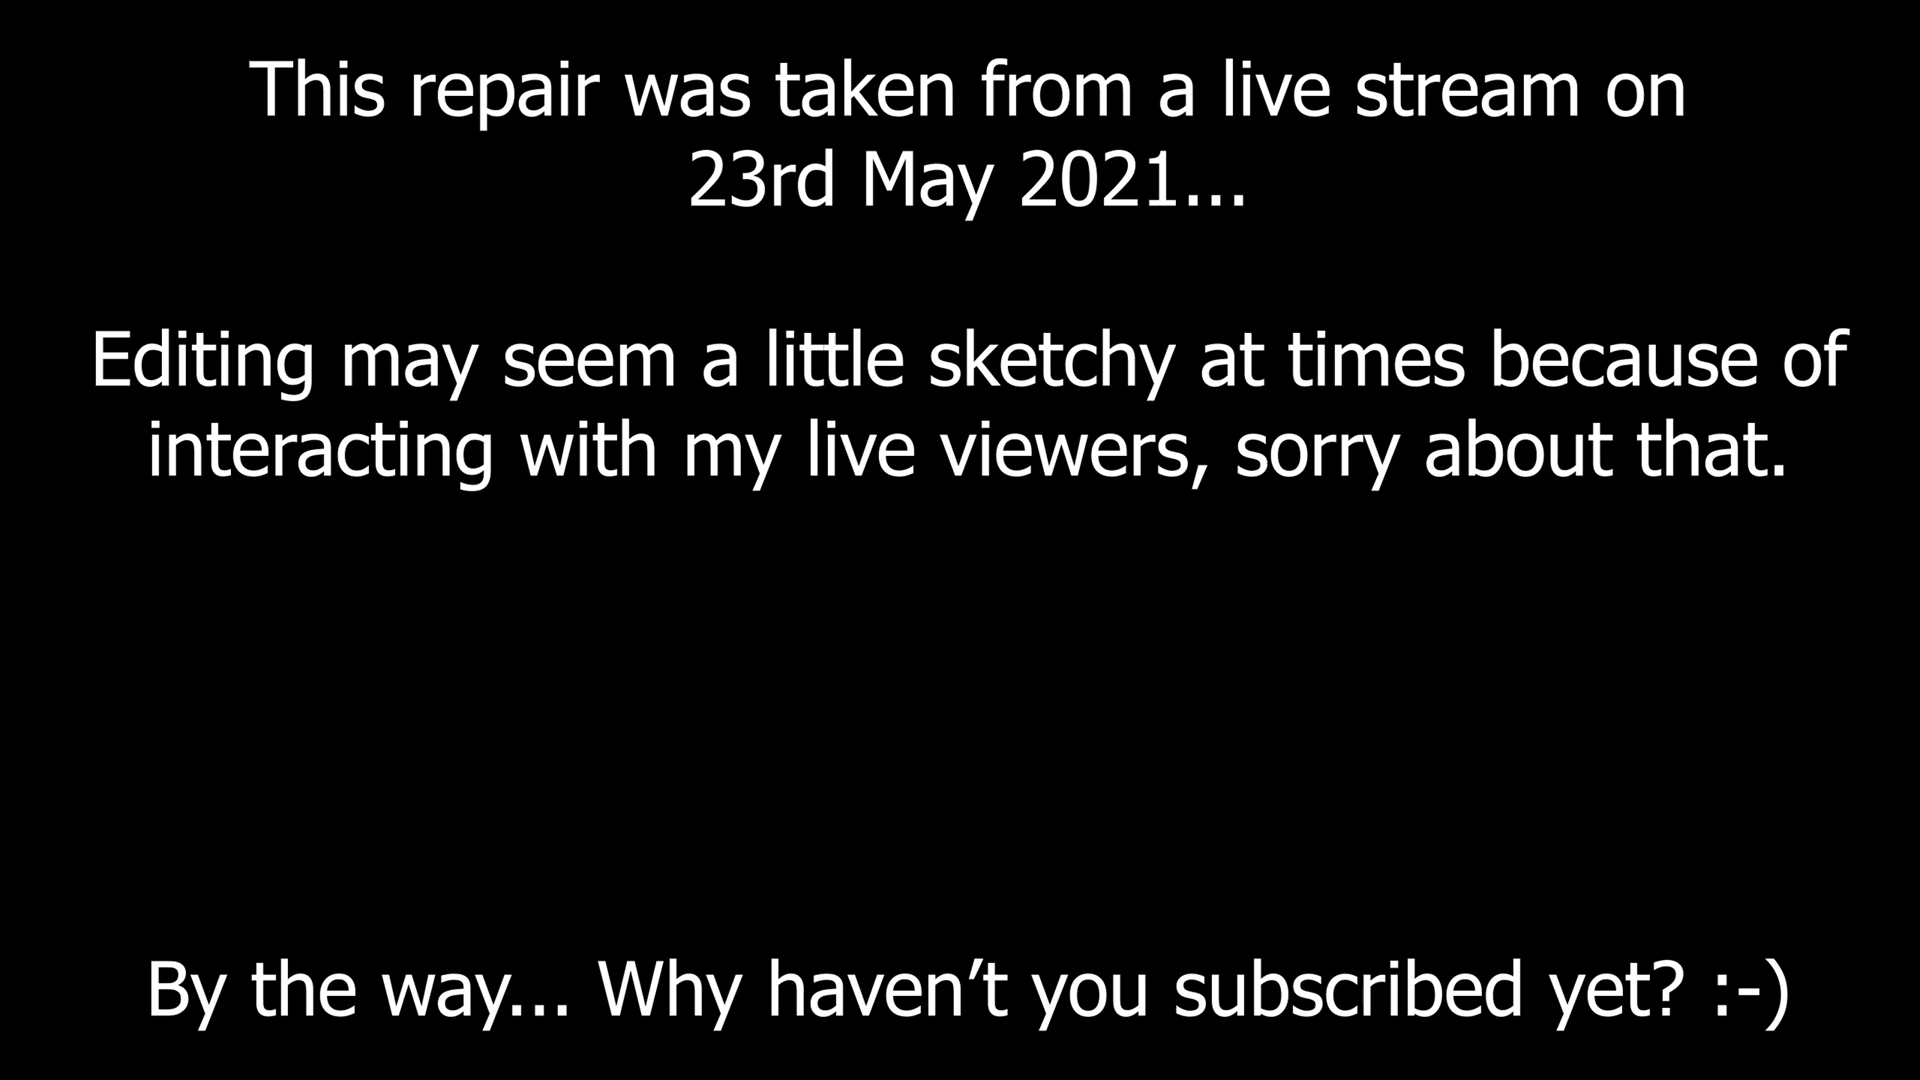 This repair was taken from a live stream on
23rd May 2021...
Editing may seem a little sketchy at times because of
interacting with my live viewers, sorry about that.
By the way... Why haven’t you subscribed yet? :-)